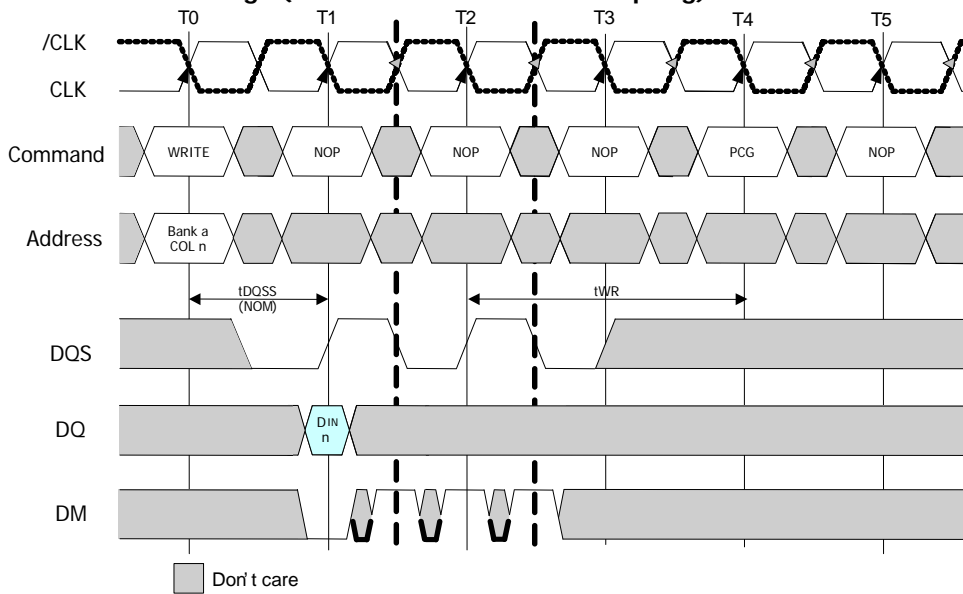 T0 T1 T2 T3 T4 T5
/CLK
CLK
Command WRITE NOP NOP NOP PCG NOP
Address Bank a
COL n
tDQSS
(NOM)
tWR
DQS
DQ DIN
n
DM
Don't care